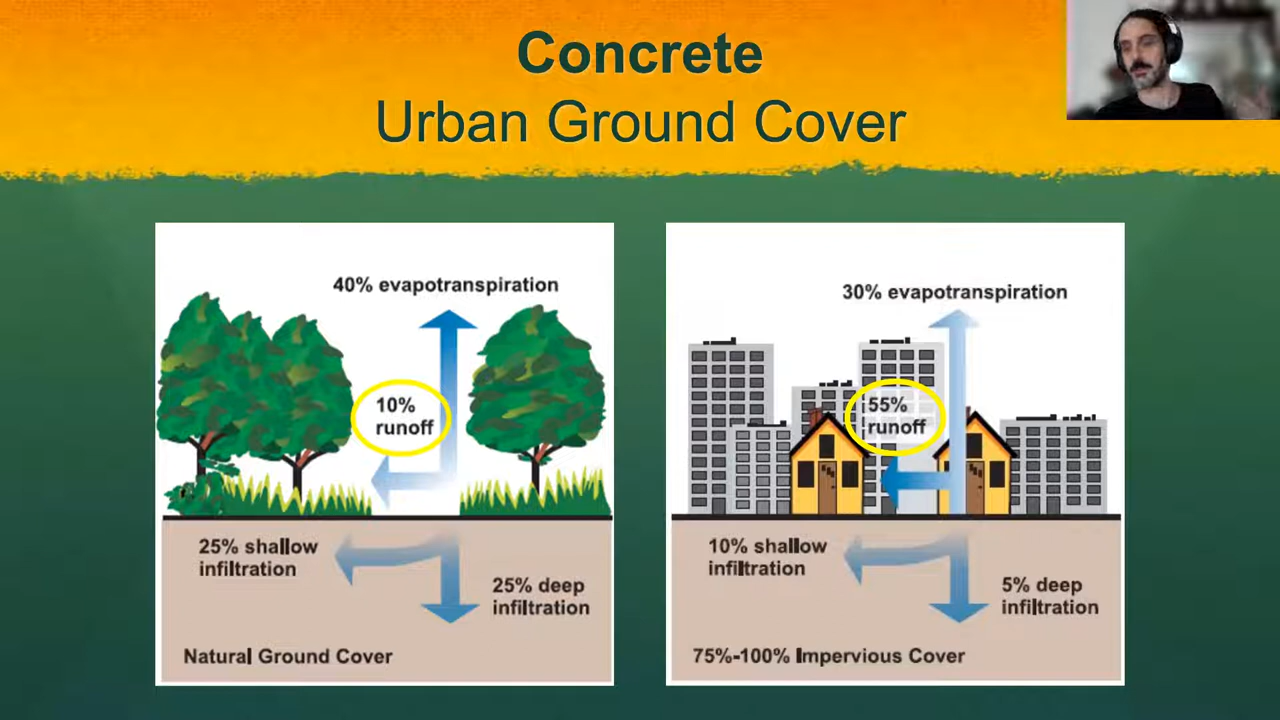 Concrete
Urban Ground Cover
40% evapotranspiration
10%
runoff
25% shallow
infiltration
25% deep
infiltration
Natural Ground Cover
30% evapotranspiration
55%
runoff
10% shallow
infiltration
5% deep
infiltration
75%-100% Impervious Cover